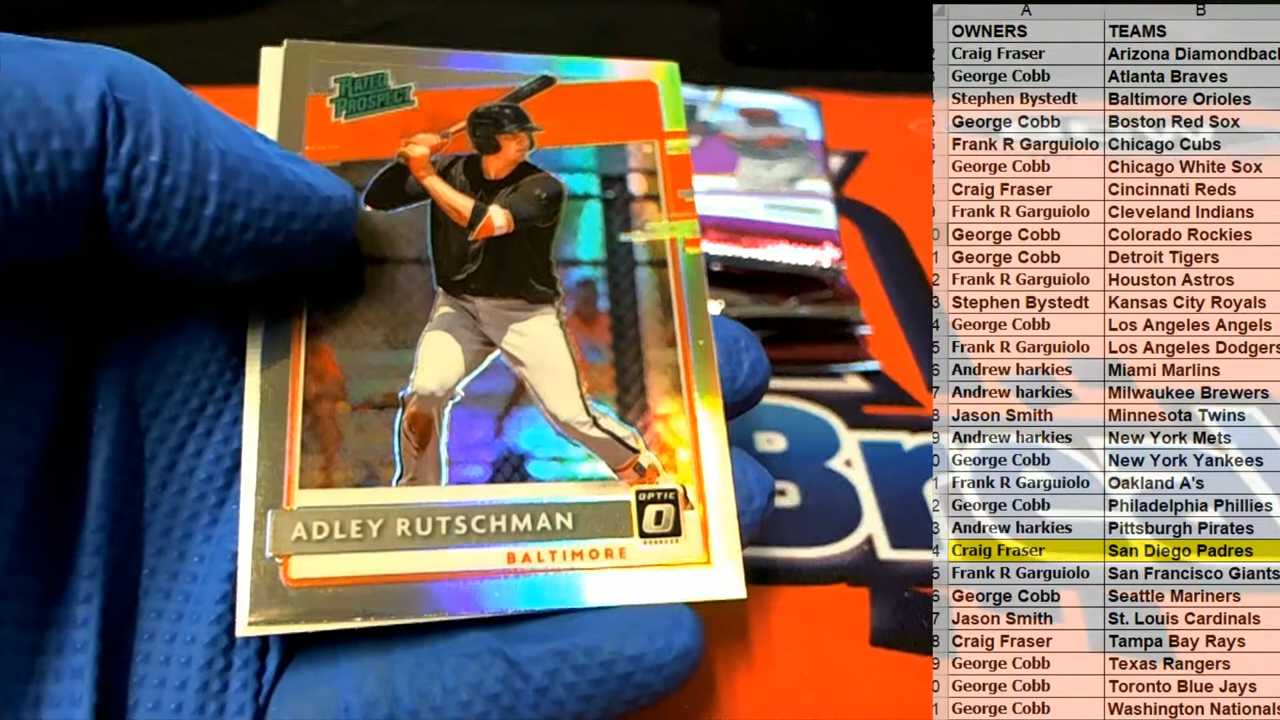 RATED
PROSPECT
ADLEY RUTSCHMAN
OPTIC
BALTIMORE
Br
A B
OWNERS TEAMS
Craig Fraser Arizona Diamondbac
George Cobb Atlanta Braves
Stephen Bystedt Baltimore Orioles
George Cobb Boston Red Sox
Frank R Garguiolo Chicago Cubs
George Cobb Chicago White Sox
Craig Fraser Cincinnati Reds
Frank R Garguiolo Cleveland Indians
George Cobb Colorado Rockies
George Cobb Detroit Tigers
Frank R Garguiolo Houston Astros
Stephen Bystedt Kansas City Royals
George Cobb Los Angeles Angels
Frank R Garguiolo Los Angeles Dodgers
Andrew harkies Miami Marlins
Andrew harkies Milwaukee Brewers
Jason Smith Minnesota Twins
Andrew harkies New York Mets
George Cobb New York Yankees
Frank R Garguiolo Oakland A's
George Cobb Philadelphia Phillies
Andrew harkies Pittsburgh Pirates
Craig Fraser San Diego Padres
Frank R Garguiolo San Francisco Giants
George Cobb Seattle Mariners
Jason Smith St. Louis Cardinals
Craig Fraser Tampa Bay Rays
George Cobb Texas Rangers
George Cobb Toronto Blue Jays
George Cobb Washington Nationals